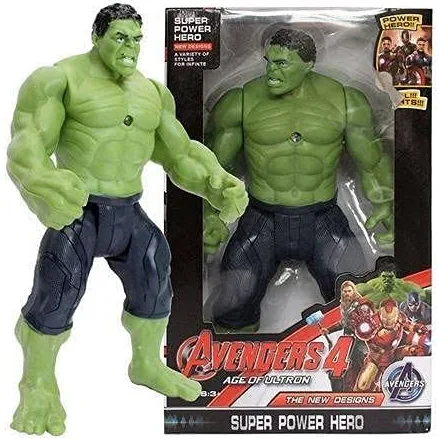 SUPER
POWER
HERO
NEW DESIGNS
A VARIETY OF
STYLES
FOR INFINITE
POWER
HERO!!
AVENGERS 4
AGE OF ULTRON
THE NEW DESIGNS
AVENGERS
SUPER POWER HERO